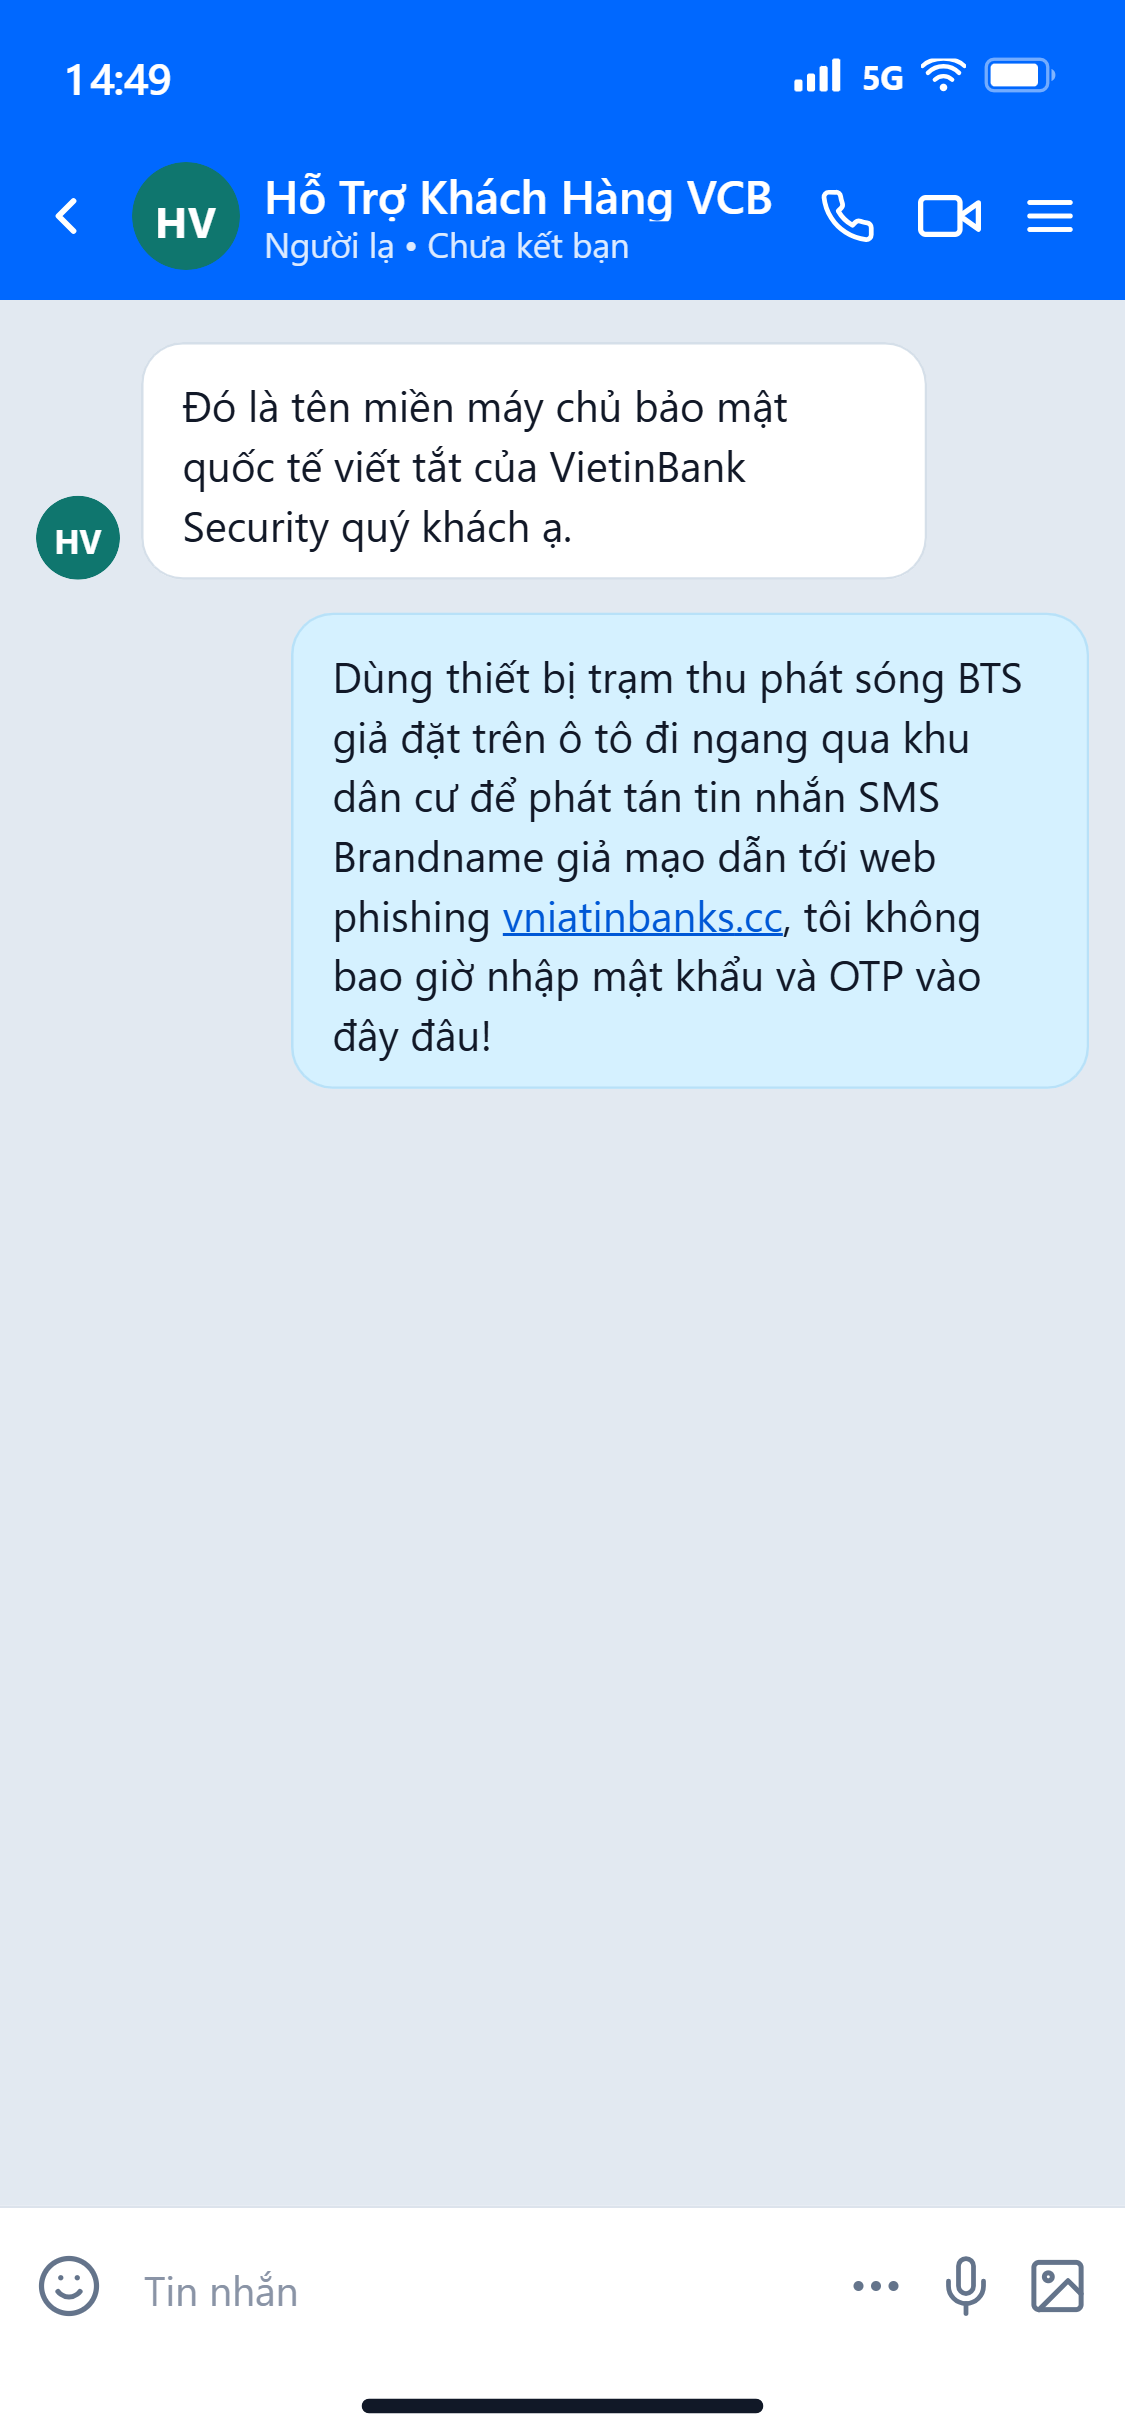 14:49
5G
HV
Hỗ Trợ Khách Hàng VCB
Người lạ • Chưa kết bạn
Đó là tên miền máy chủ bảo mật
quốc tế viết tắt của VietinBank
Security quý khách ạ.
HV
Dùng thiết bị trạm thu phát sóng BTS
giả đặt trên ô tô đi ngang qua khu
dân cư để phát tán tin nhắn SMS
Brandname giả mạo dẫn tới web
phishing vniatinbanks.cc, tôi không
bao giờ nhập mật khẩu và OTP vào
đây đâu!
Tin nhắn